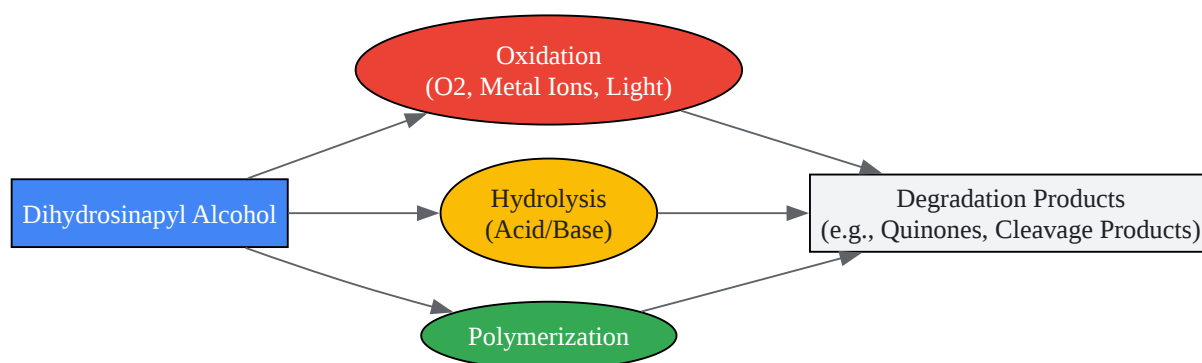 Oxidation
(O2, Metal Ions, Light)
Dihydrosinapyl Alcohol
Hydrolysis
(Acid/Base)
Degradation Products
(e.g., Quinones, Cleavage Products)
Polymerization